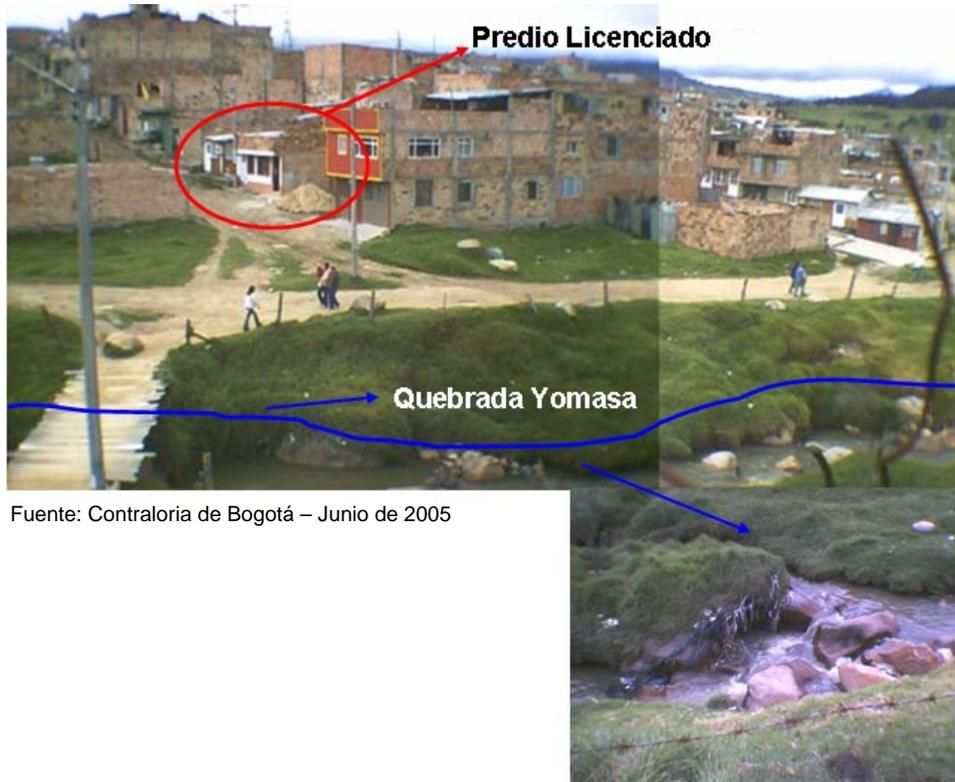 Predio Licenciado
Quebrada Yomasa
Fuente: Contraloria de Bogotá – Junio de 2005